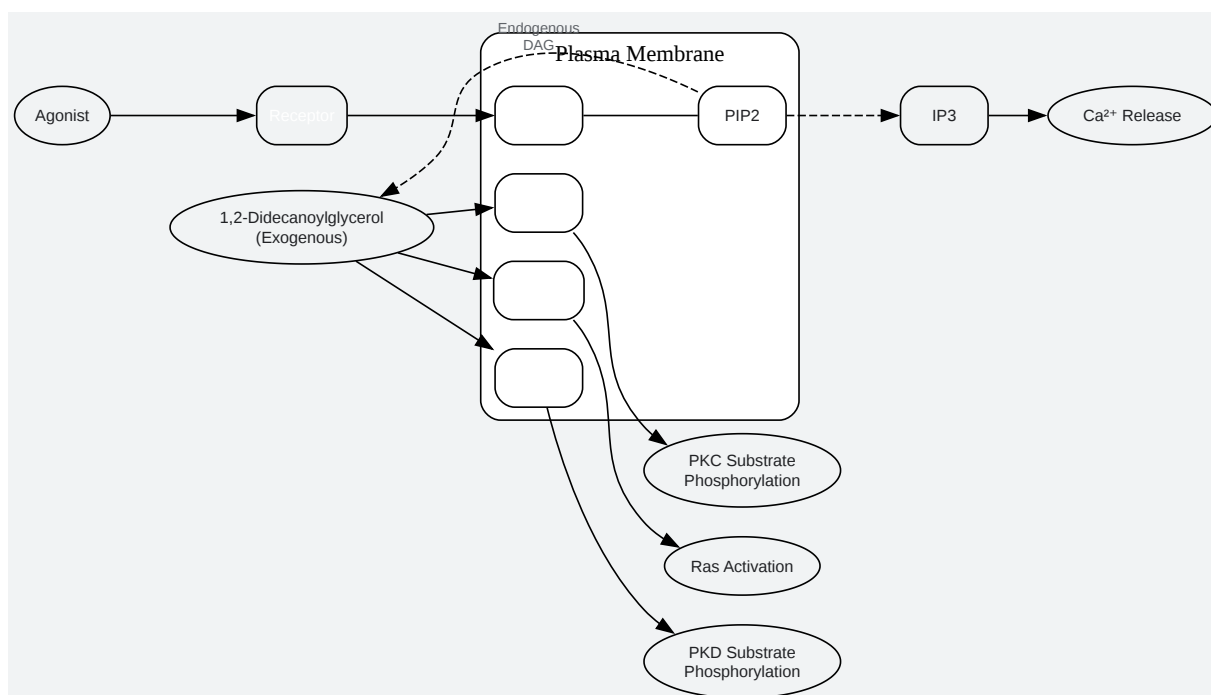 Endogenous
DAG
Plasma Membrane
Agonist
Receptor
PIP2
IP3
Ca²⁺ Release
1,2-Didecanoylglycerol
(Exogenous)
PKC Substrate
Phosphorylation
Ras Activation
PKD Substrate
Phosphorylation